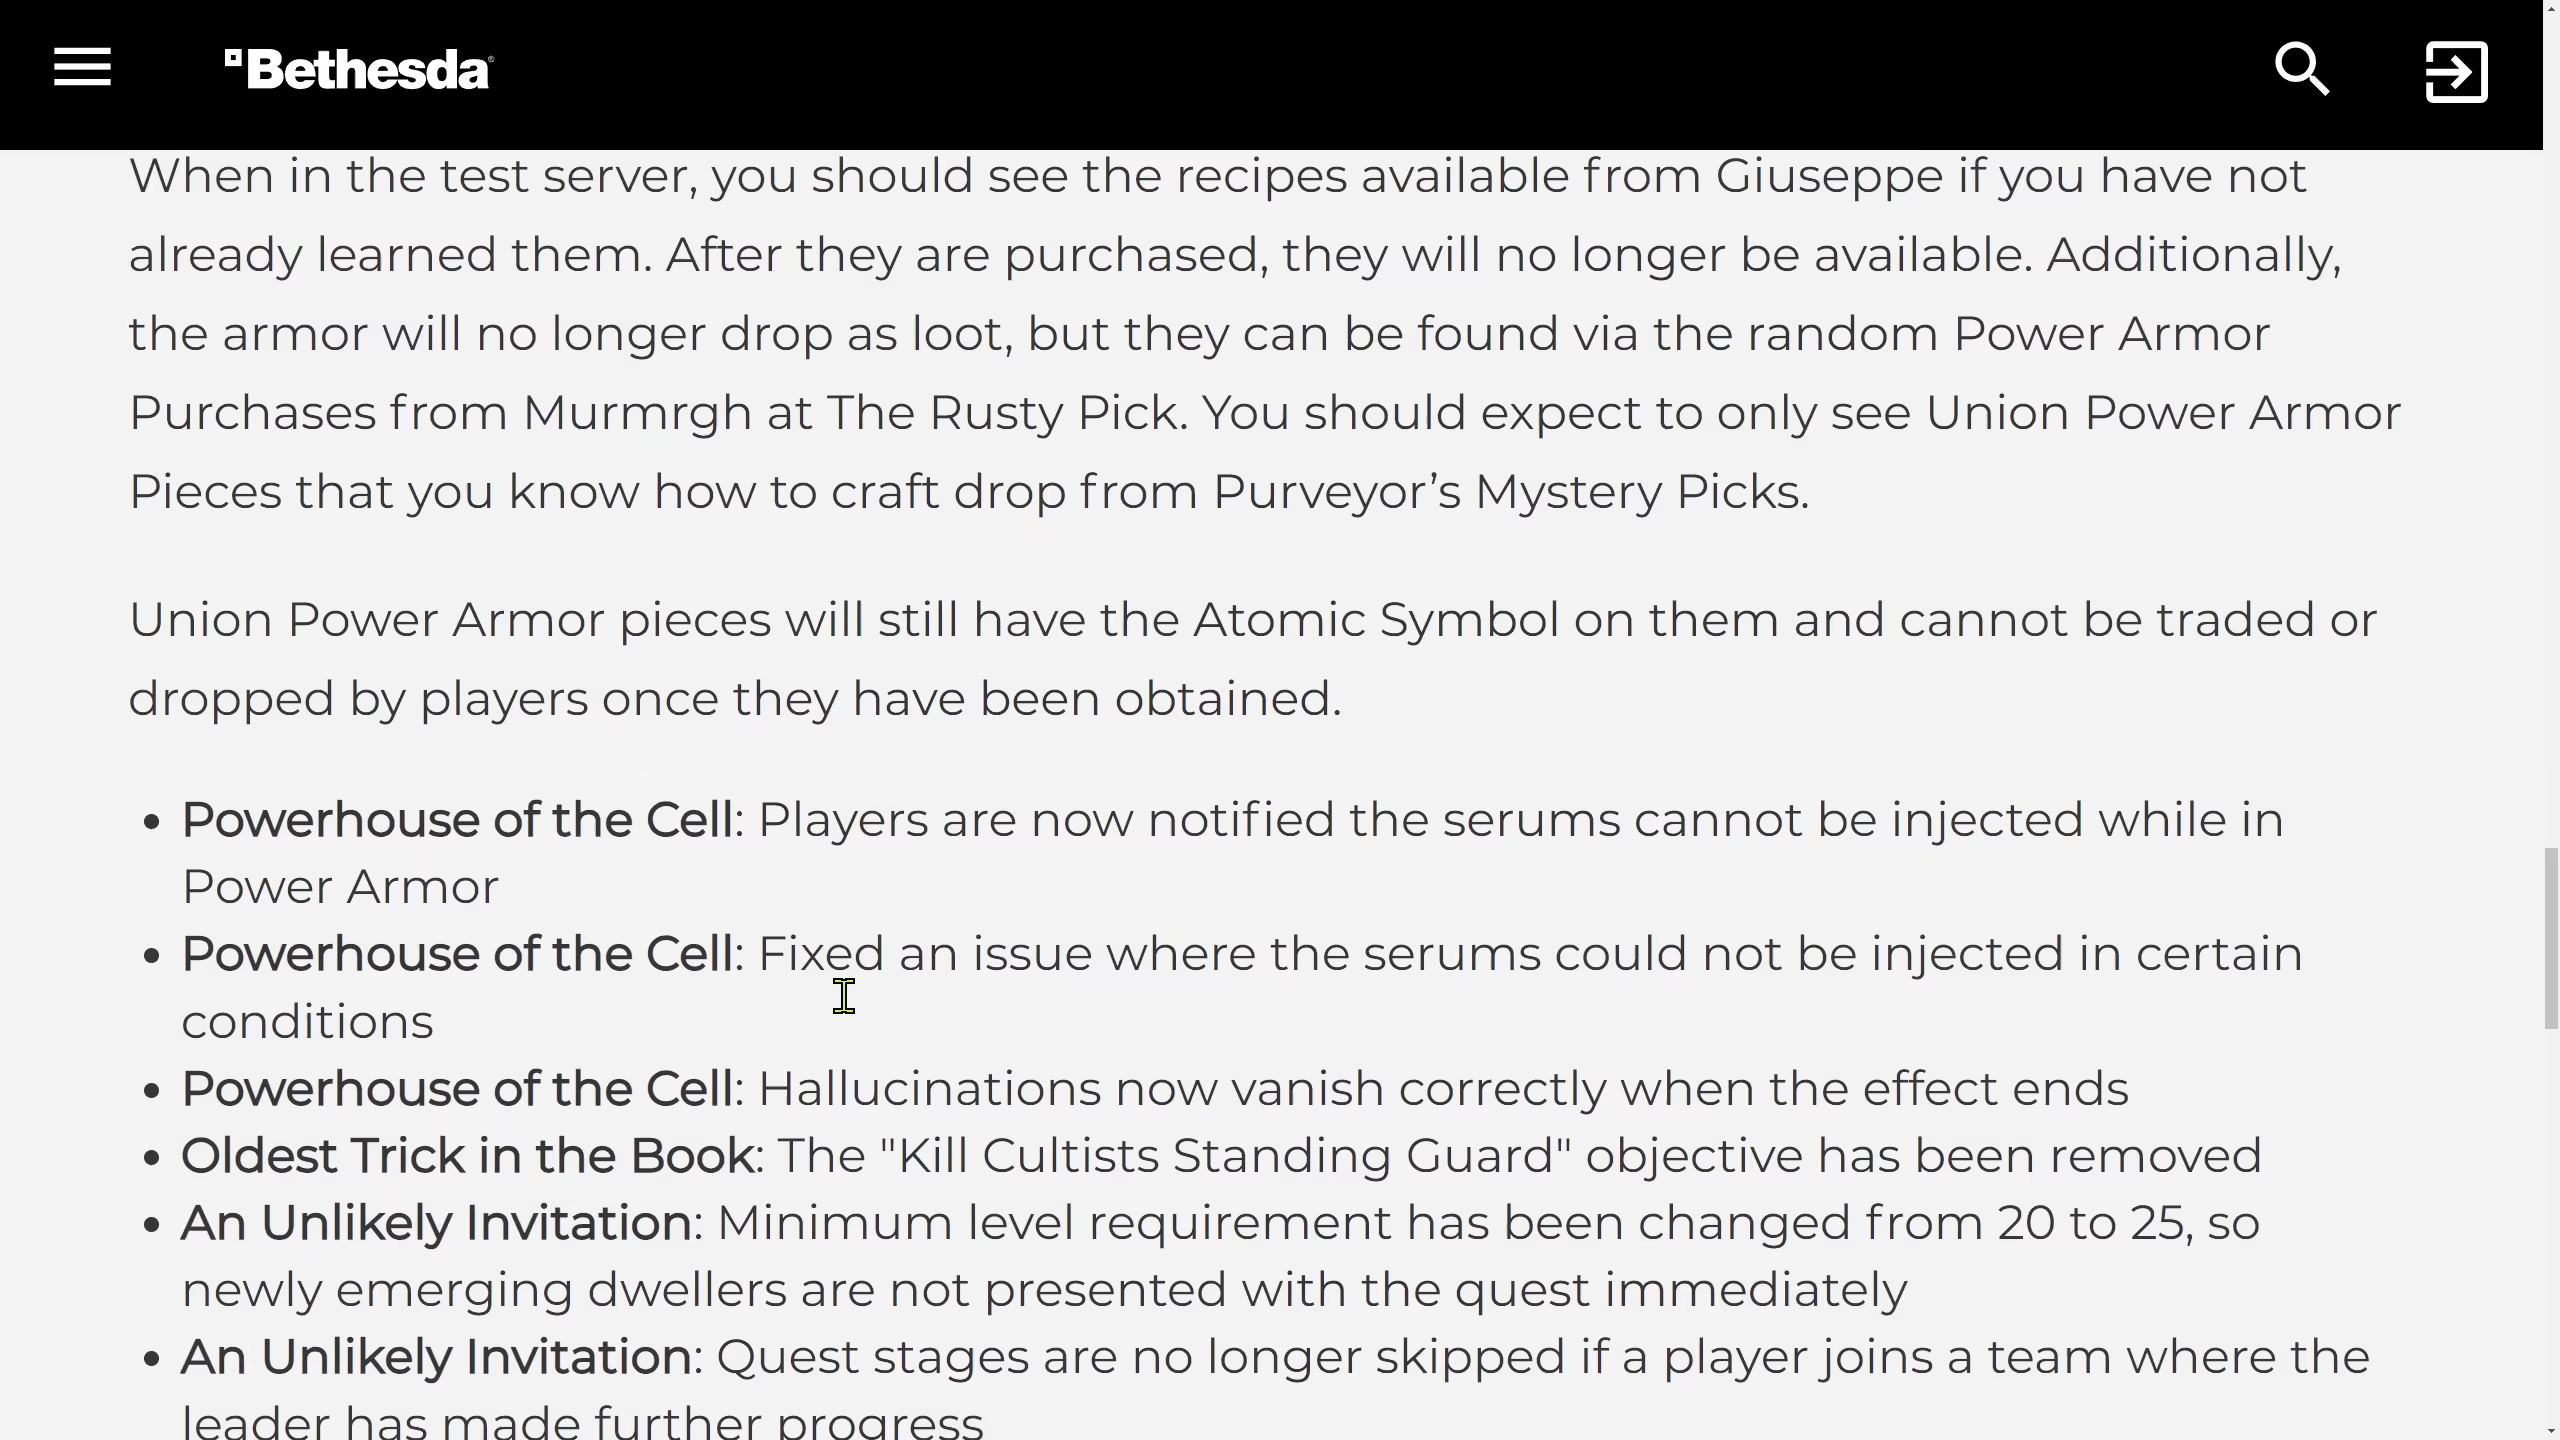 Bethesda®
When in the test server, you should see the recipes available from Giuseppe if you have not
already learned them. After they are purchased, they will no longer be available. Additionally,
the armor will no longer drop as loot, but they can be found via the random Power Armor
Purchases from Murmrgh at The Rusty Pick. You should expect to only see Union Power Armor
Pieces that you know how to craft drop from Purveyor’s Mystery Picks.
Union Power Armor pieces will still have the Atomic Symbol on them and cannot be traded or
dropped by players once they have been obtained.
• Powerhouse of the Cell: Players are now notified the serums cannot be injected while in
Power Armor
• Powerhouse of the Cell: Fixed an issue where the serums could not be injected in certain
conditions
• Powerhouse of the Cell: Hallucinations now vanish correctly when the effect ends
• Oldest Trick in the Book: The "Kill Cultists Standing Guard" objective has been removed
• An Unlikely Invitation: Minimum level requirement has been changed from 20 to 25, so
newly emerging dwellers are not presented with the quest immediately
• An Unlikely Invitation: Quest stages are no longer skipped if a player joins a team where the
leader has made further progress